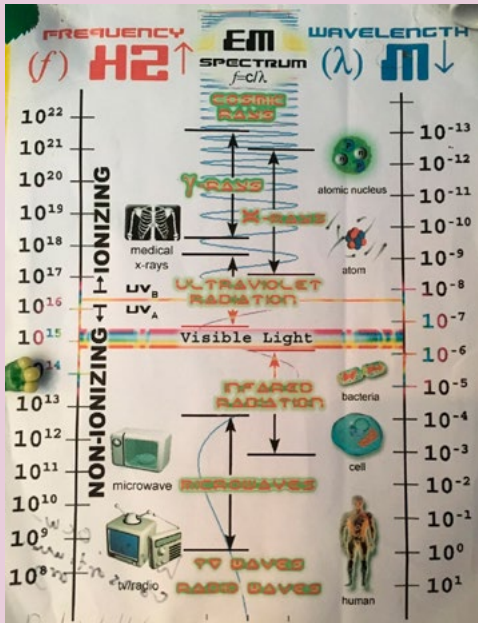 FREQUENCY
(f) HZ ↑
EM
SPECTRUM
f=c/λ
WAVELENGTH
(λ) M ↓
COSMIC
RAYS
10²²
10²¹
10²⁰
10¹⁹
10¹⁸
10¹⁷
10¹⁶
10¹⁵
14
10¹³
10¹²
10¹¹
10¹⁰
10⁹
10⁸
IONIZING
NON-IONIZING
γ-RAYS
X-RAYS
medical
x-rays
UV B
UV A
ULTRAVIOLET
RADIATION
Visible Light
INFARED
RADIATION
microwave
MICROWAVES
tv/radio
TV WAVES
RADIO WAVES
atomic nucleus
atom
bacteria
cell
human
10⁻¹³
10⁻¹²
10⁻¹¹
10⁻¹⁰
10⁻⁹
10⁻⁸
10⁻⁷
10⁻⁶
10⁻⁵
10⁻⁴
10⁻³
10⁻²
10⁻¹
10⁰
10¹